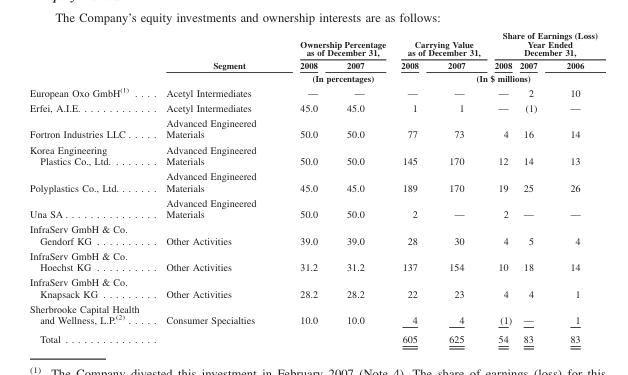 The Company's equity investments and ownership interests are as follows:
Share of Earnings (Loss)
Ownership Percentage Carrying Value Year Ended
as of December 31, as of December 31, December 31,
Segment 2008 2007 2008 2007 2008 2007 2006
(In percentages) (In $ millions)
European Oxo GmbH(1) . . . . Acetyl Intermediates — — — — — 2 10
Erfei, A.I.E. . . . . . . . . . . . . Acetyl Intermediates 45.0 45.0 1 1 — (1) —
Advanced Engineered
Fortron Industries LLC . . . . . Materials 50.0 50.0 77 73 4 16 14
Korea Engineering Advanced Engineered
Plastics Co., Ltd. . . . . . . . Materials 50.0 50.0 145 170 12 14 13
Advanced Engineered
Polyplastics Co., Ltd. . . . . . . Materials 45.0 45.0 189 170 19 25 26
Advanced Engineered
Una SA . . . . . . . . . . . . . . . Materials 50.0 50.0 2 — 2 — —
InfraServ GmbH & Co.
Gendorf KG . . . . . . . . . . Other Activities 39.0 39.0 28 30 4 5 4
InfraServ GmbH & Co.
Hoechst KG . . . . . . . . . . Other Activities 31.2 31.2 137 154 10 18 14
InfraServ GmbH & Co.
Knapsack KG . . . . . . . . . Other Activities 28.2 28.2 22 23 4 4 1
Sherbrooke Capital Health
and Wellness, L.P.(2) . . . . . Consumer Specialties 10.0 10.0 4 4 (1) — 1
Total . . . . . . . . . . . . . . . 605 625 54 83 83
(1) The Company divested this investment in February 2007 (Note 4). The share of earnings (loss) for this